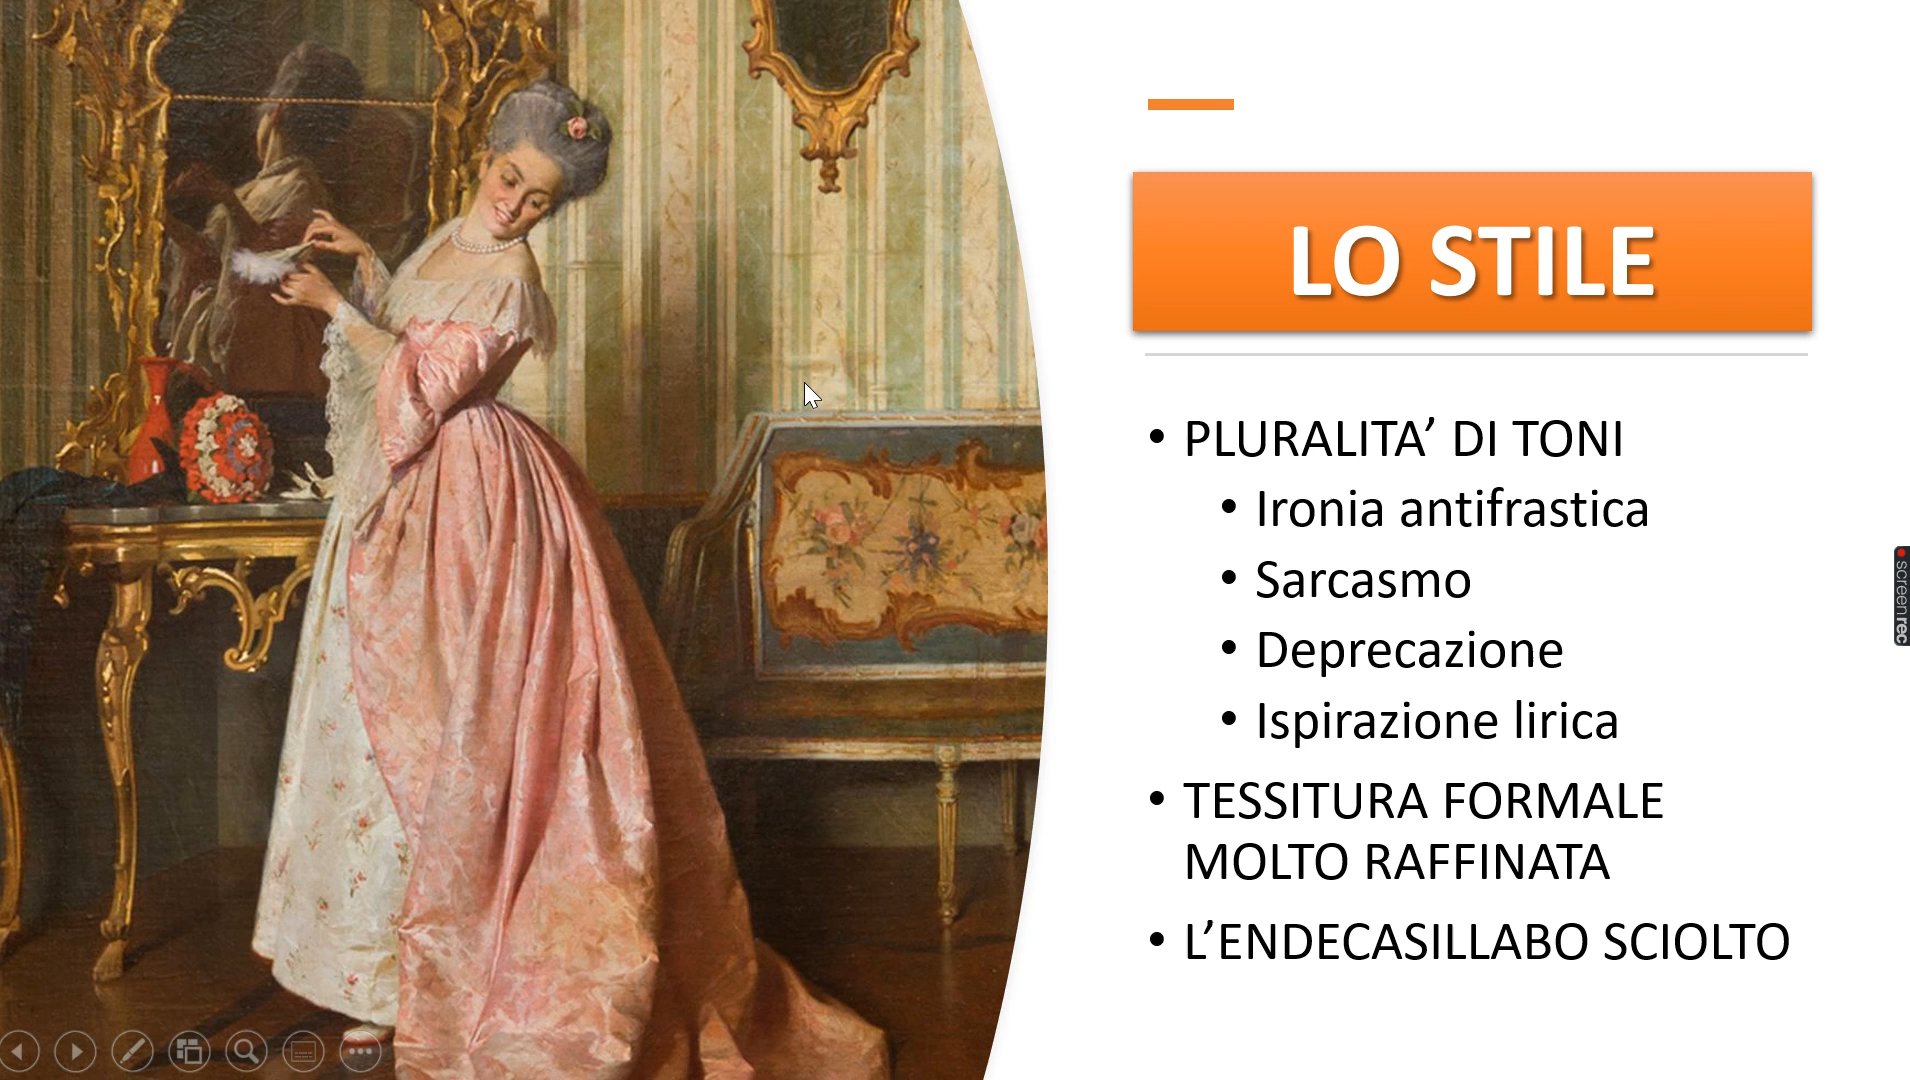 LO STILE
• PLURALITA’ DI TONI
• Ironia antifrastica
• Sarcasmo
• Deprecazione
• Ispirazione lirica
• TESSITURA FORMALE
MOLTO RAFFINATA
• L’ENDECASILLABO SCIOLTO
screenrec